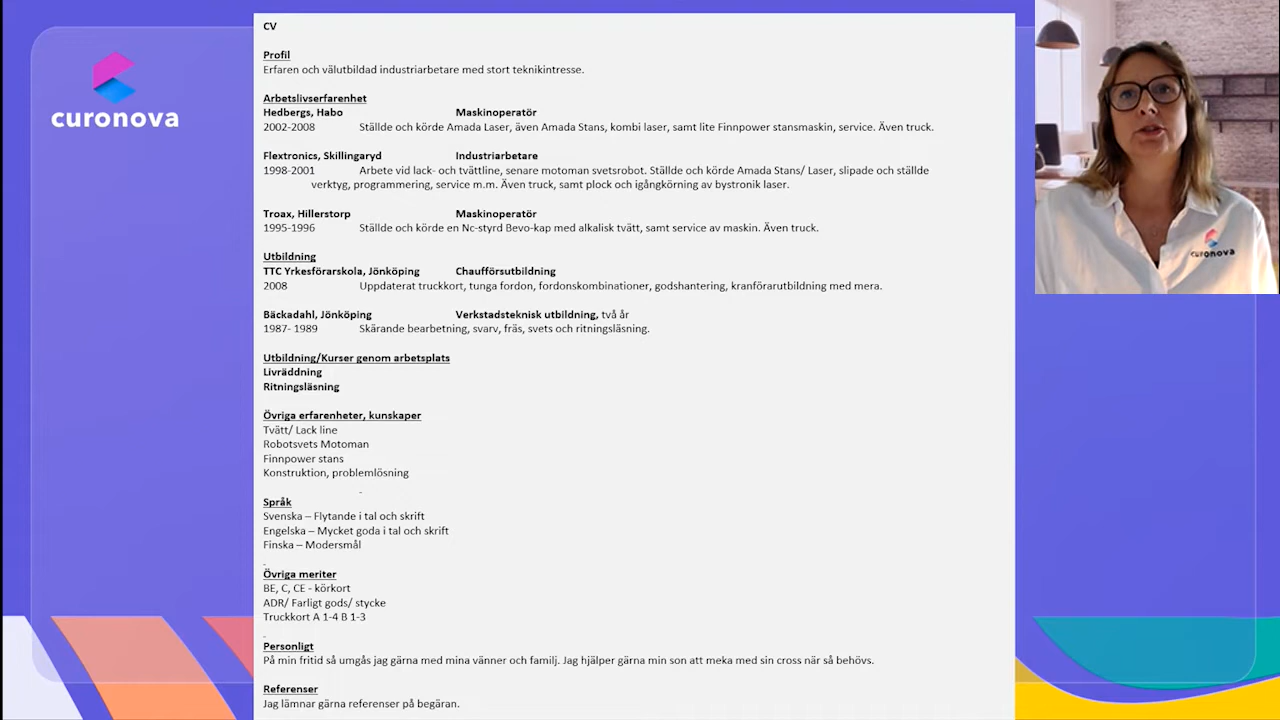 curonova
CV
Profil
Erfaren och välutbildad industriarbetare med stort teknikintresse.
Arbetslivserfarenhet
Hedbergs, Habo Maskinoperatör
2002-2008 Ställde och körde Amada Laser, även Amada Stans, kombi laser, samt lite Finnpower stansmaskin, service. Även truck.
Flextronics, Skillingaryd Industriarbetare
1998-2001 Arbete vid lack- och tvättline, senare motoman svetsrobot. Ställde och körde Amada Stans/ Laser, slipade och ställde
verktyg, programmering, service m.m. Även truck, samt plock och igångkörning av bystronik laser.
Troax, Hillerstorp Maskinoperatör
1995-1996 Ställde och körde en Nc-styrd Bevo-kap med alkalisk tvätt, samt service av maskin. Även truck.
Utbildning
TTC Yrkesförarskola, Jönköping Chaufförsutbildning
2008 Uppdaterat truckkort, tunga fordon, fordonskombinationer, godshantering, kranförarutbildning med mera.
Bäckadahl, Jönköping Verkstadsteknisk utbildning, två år
1987- 1989 Skärande bearbetning, svarv, fräs, svets och ritningsläsning.
Utbildning/Kurser genom arbetsplats
Livräddning
Ritningsläsning
Övriga erfarenheter, kunskaper
Tvätt/ Lack line
Robotsvets Motoman
Finnpower stans
Konstruktion, problemlösning
Språk
Svenska – Flytande i tal och skrift
Engelska – Mycket goda i tal och skrift
Finska – Modersmål
Övriga meriter
BE, C, CE - körkort
ADR/ Farligt gods/ stycke
Truckkort A 1-4 B 1-3
Personligt
På min fritid så umgås jag gärna med mina vänner och familj. Jag hjälper gärna min son att meka med sin cross när så behövs.
Referenser
Jag lämnar gärna referenser på begäran.
curonova